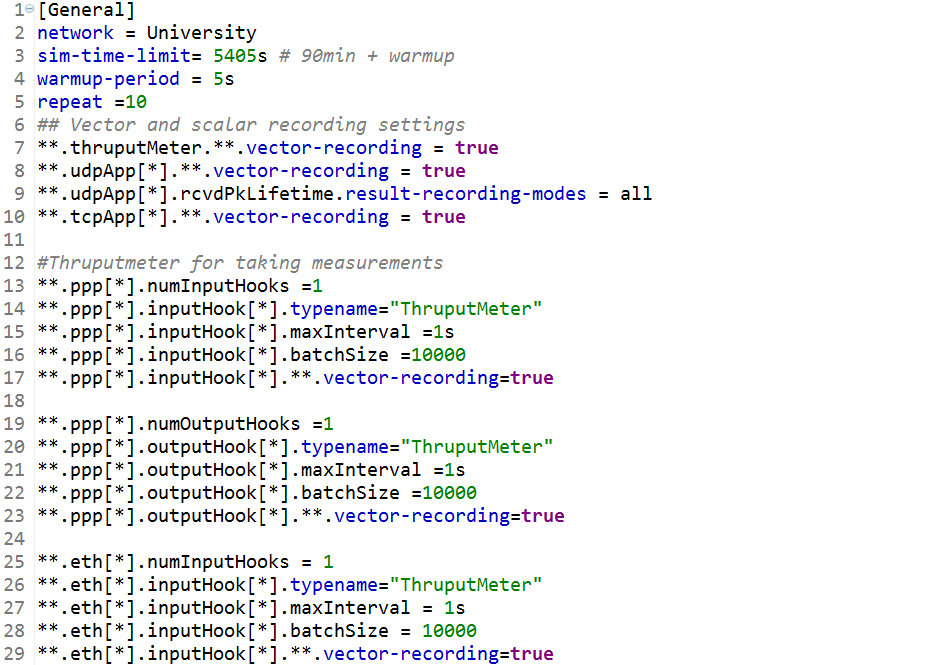 1 [General]
2 network = University
3 sim-time-limit= 5405s # 90min + warmup
4 warmup-period = 5s
5 repeat =10
6 ## Vector and scalar recording settings
7 **.thruputMeter.**.vector-recording = true
8 **.udpApp[*].**.vector-recording = true
9 **.udpApp[*].rcvdPkLifetime.result-recording-modes = all
10 **.tcpApp[*].**.vector-recording = true
11
12 #Thruputmeter for taking measurements
13 **.ppp[*].numInputHooks =1
14 **.ppp[*].inputHook[*].typename="ThruputMeter"
15 **.ppp[*].inputHook[*].maxInterval =1s
16 **.ppp[*].inputHook[*].batchSize =10000
17 **.ppp[*].inputHook[*].**.vector-recording=true
18
19 **.ppp[*].numOutputHooks =1
20 **.ppp[*].outputHook[*].typename="ThruputMeter"
21 **.ppp[*].outputHook[*].maxInterval =1s
22 **.ppp[*].outputHook[*].batchSize =10000
23 **.ppp[*].outputHook[*].**.vector-recording=true
24
25 **.eth[*].numInputHooks = 1
26 **.eth[*].inputHook[*].typename="ThruputMeter"
27 **.eth[*].inputHook[*].maxInterval = 1s
28 **.eth[*].inputHook[*].batchSize = 10000
29 **.eth[*].inputHook[*].**.vector-recording=true